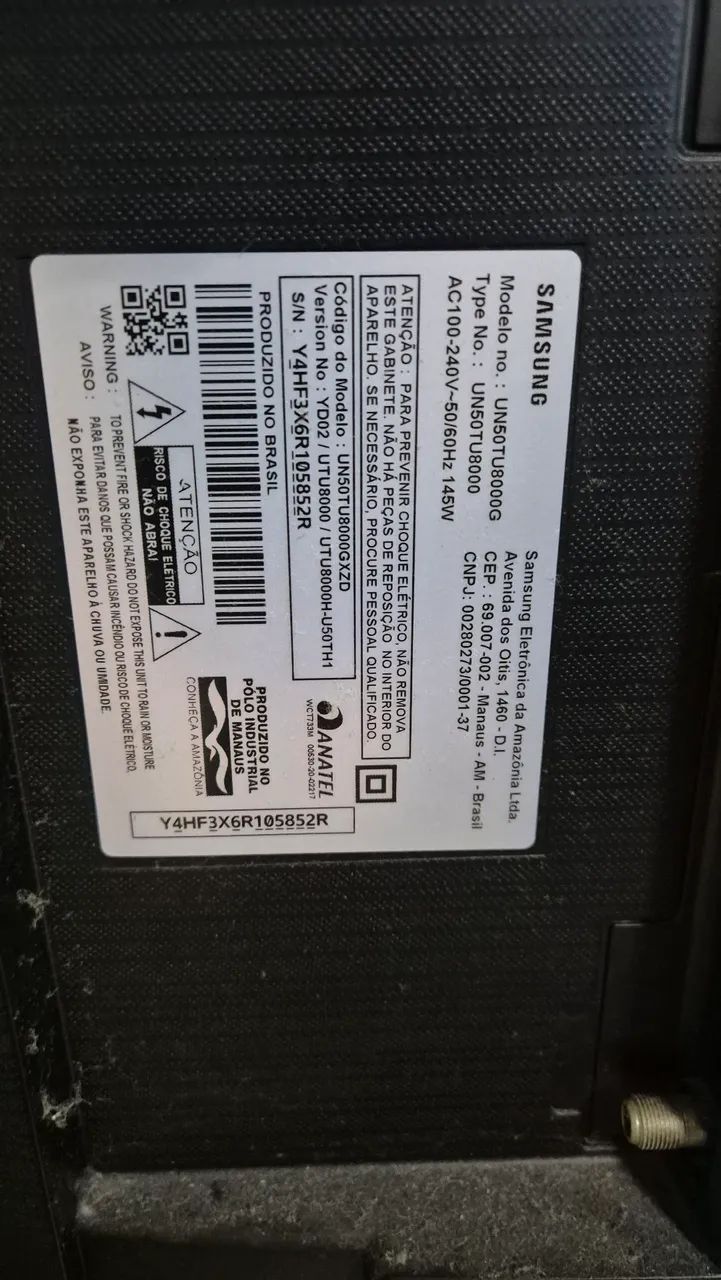 SAMSUNG
Modelo no. : UN50TU8000G
Type No. : UN50TU8000
AC100-240V~50/60Hz 145W
Samsung Eletrônica da Amazônia Ltda.
Avenida dos Oitis, 1460 - D.I.
CEP. : 69.007-002 - Manaus - AM - Brasil
CNPJ: 00280273/0001-37
ATENÇÃO : PARA PREVENIR CHOQUE ELÉTRICO, NÃO REMOVA
ESTE GABINETE. NÃO HÁ PEÇAS DE REPOSIÇÃO NO INTERIOR DO
APARELHO. SE NECESSÁRIO, PROCURE PESSOAL QUALIFICADO.
Código do Modelo : UN50TU8000GXZD
Version No : YD02 / UTU8000 / UTU8000H-U50TH1
S/N : Y4HF3X6R105852R
ANATEL
WCT73SM 00630-20-02217
PRODUZIDO NO BRASIL
PRODUZIDO NO
PÓLO INDUSTRIAL
DE MANAUS
CONHEÇA A AMAZÔNIA
ATENÇÃO
RISCO DE CHOQUE ELÉTRICO
NÃO ABRA!
Y4HF3X6R105852R
WARNING : TO PREVENT FIRE OR SHOCK HAZARD DO NOT EXPOSE THIS UNIT TO RAIN OR MOISTURE
AVISO : PARA EVITAR DANOS QUE POSSAM CAUSAR INCÊNDIO OU RISCO DE CHOQUE ELÉTRICO,
NÃO EXPONHA ESTE APARELHO À CHUVA OU UMIDADE.